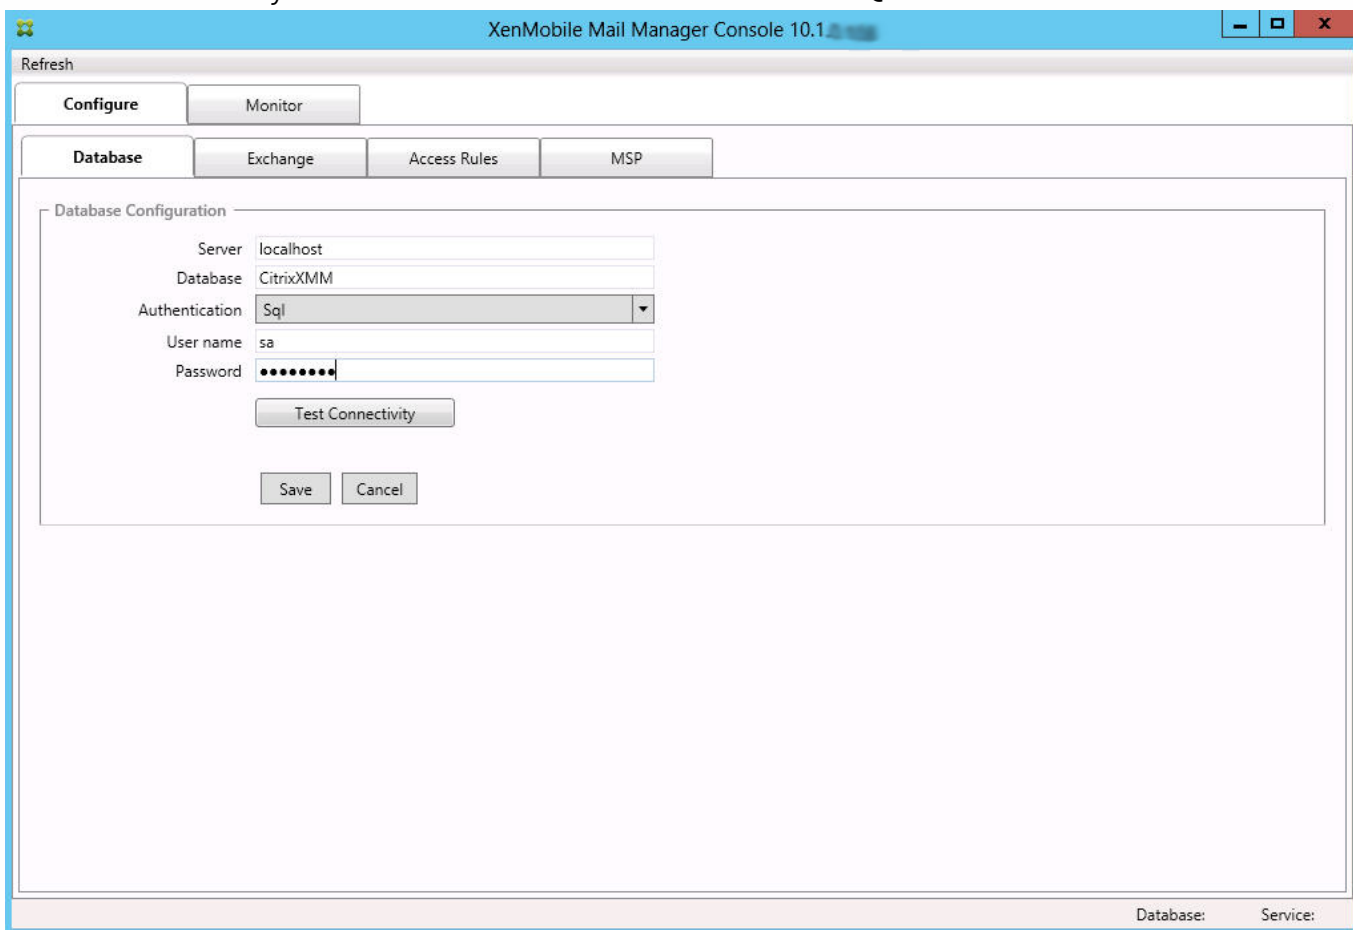 XenMobile Mail Manager Console 10.1
Refresh
Configure
Monitor
Database
Exchange
Access Rules
MSP
Database Configuration
Server localhost
Database CitrixXMM
Authentication Sql
User name sa
Password ●●●●●●●●
Test Connectivity
Save Cancel
Database: Service: